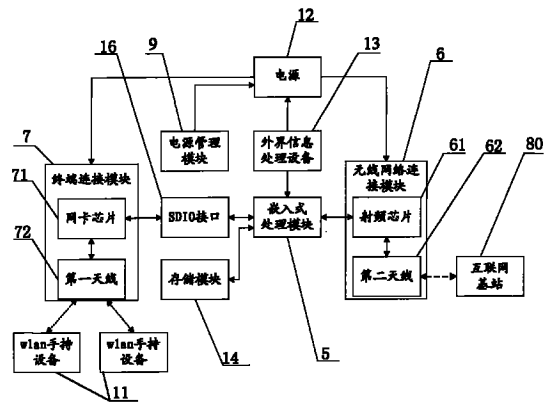 12
16
9
13
电源
6
电源管理
模块
外界信息
处理设备
7
终端连接模块
无线网络连
接模块
61
62
80
71
网卡芯片
SDIO接口
嵌入式
处理模块
射频芯片
72
第一天线
存储模块
第二天线
互联网
基站
wlan手持
设备
wlan手持
设备
11
14
5